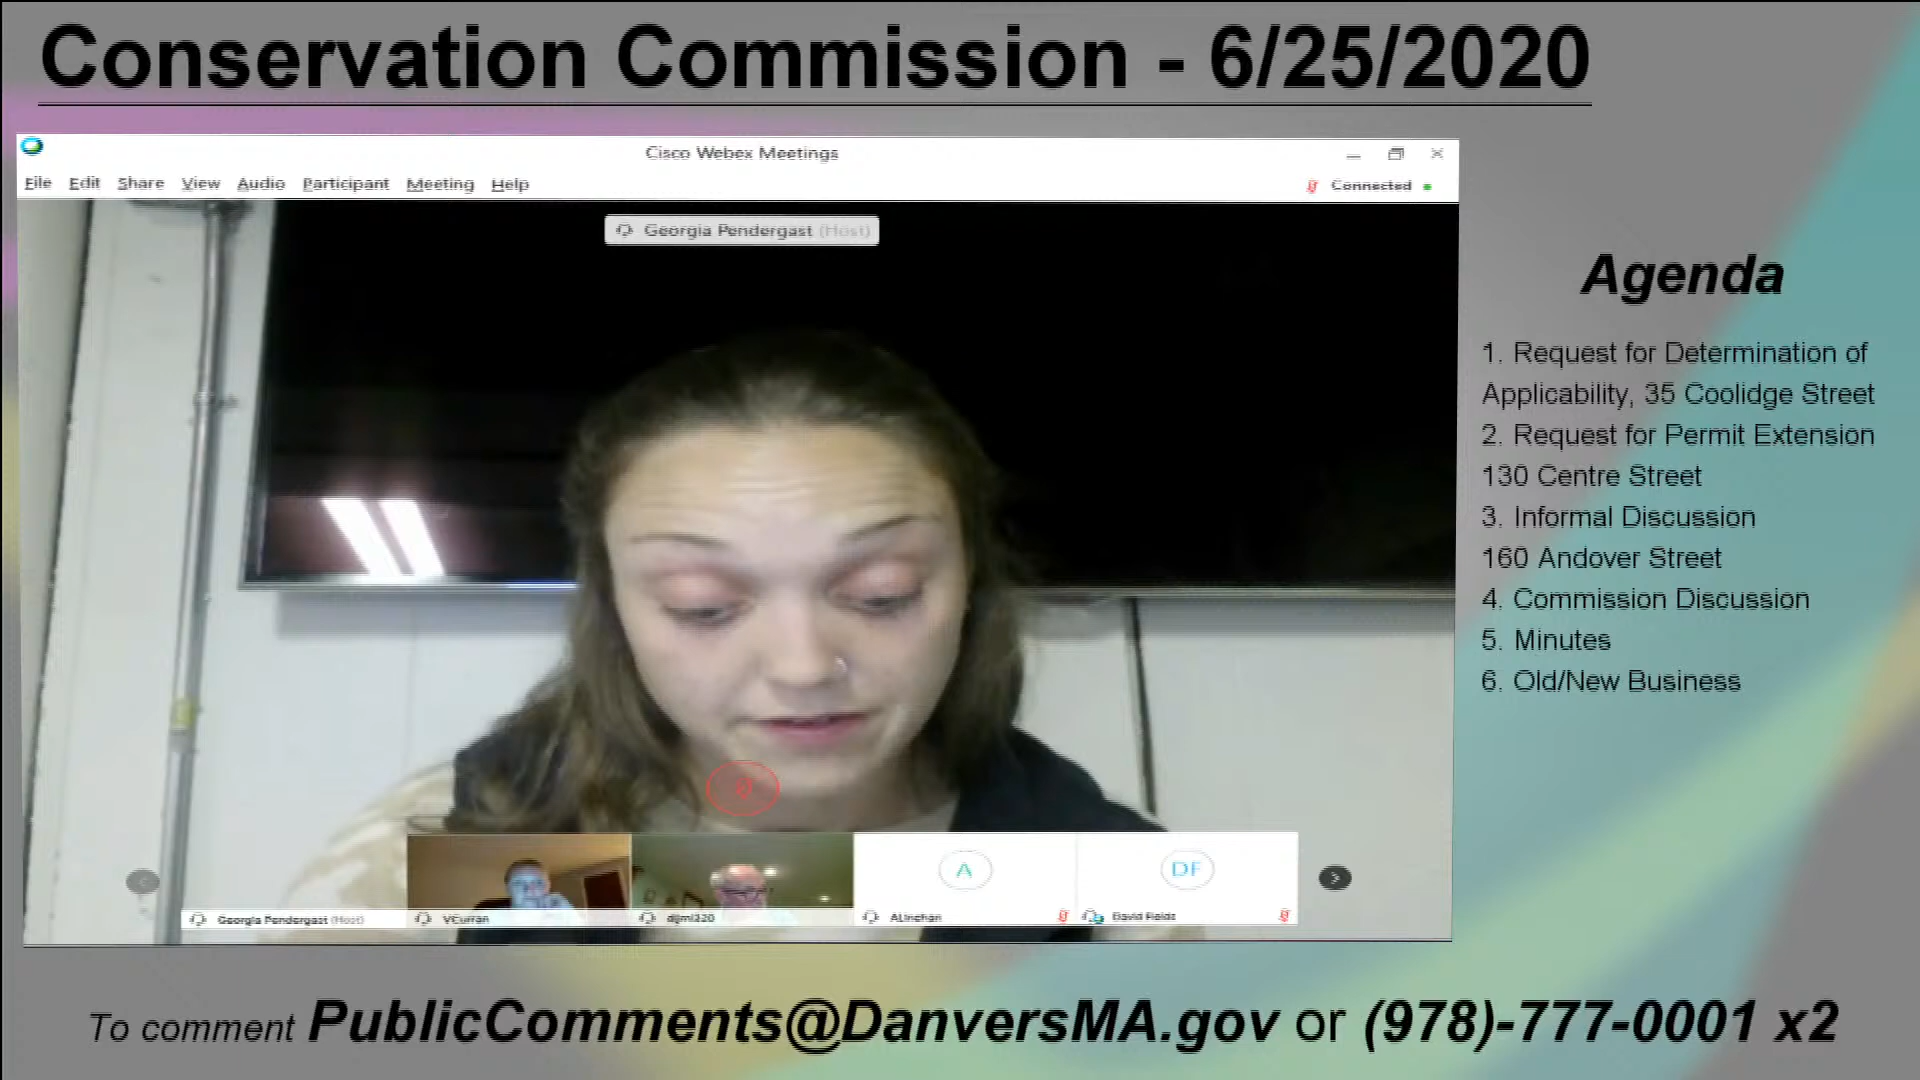 Conservation Commission - 6/25/2020
Cisco Webex Meetings
File Edit Share View Audio Participant Meeting Help
Connected
Georgia Pendergast (Host)
Agenda
1. Request for Determination of
Applicability, 35 Coolidge Street
2. Request for Permit Extension
130 Centre Street
3. Informal Discussion
160 Andover Street
4. Commission Discussion
5. Minutes
6. Old/New Business
A
DF
Georgia Pendergast (Host)
VCurran
David Fields
To comment PublicComments@DanversMA.gov or (978)-777-0001 x2